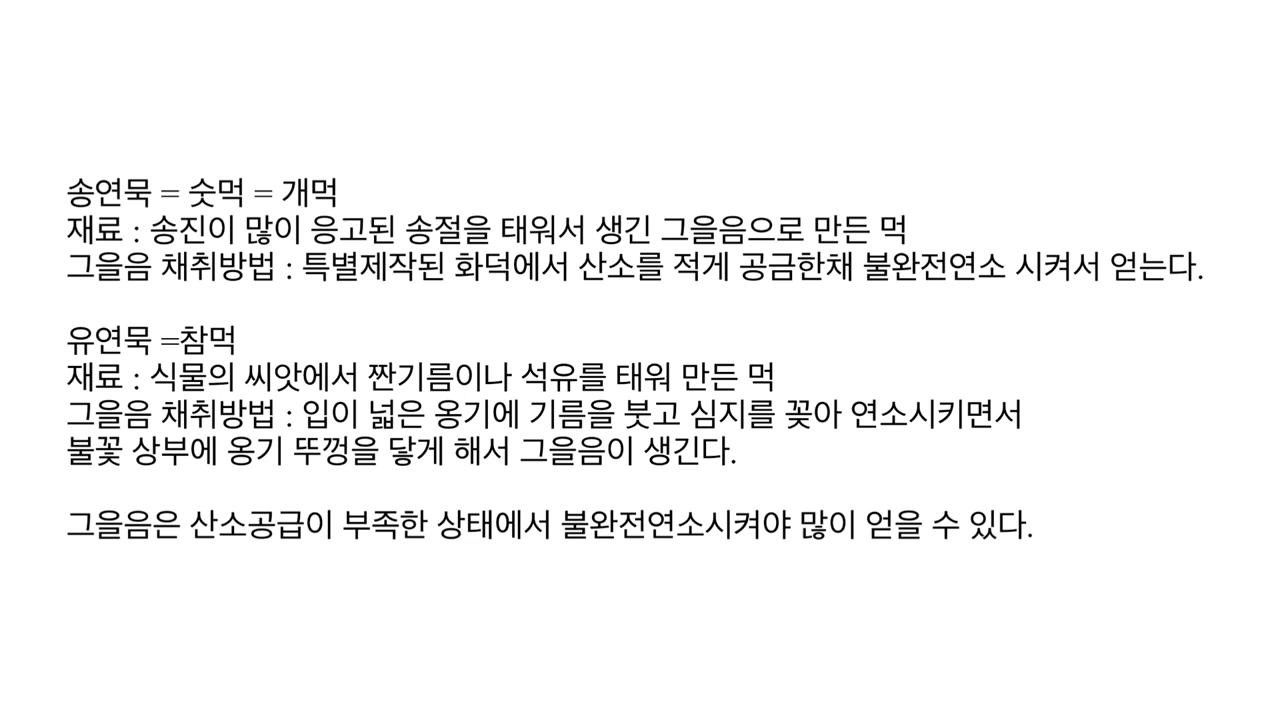 송연묵 = 숫먹 = 개먹
재료 : 송진이 많이 응고된 송절을 태워서 생긴 그을음으로 만든 먹
그을음 채취방법 : 특별제작된 화덕에서 산소를 적게 공금한채 불완전연소 시켜서 얻는다.
유연묵 =참먹
재료 : 식물의 씨앗에서 짠기름이나 석유를 태워 만든 먹
그을음 채취방법 : 입이 넓은 옹기에 기름을 붓고 심지를 꽂아 연소시키면서
불꽃 상부에 옹기 뚜껑을 닿게 해서 그을음이 생긴다.
그을음은 산소공급이 부족한 상태에서 불완전연소시켜야 많이 얻을 수 있다.